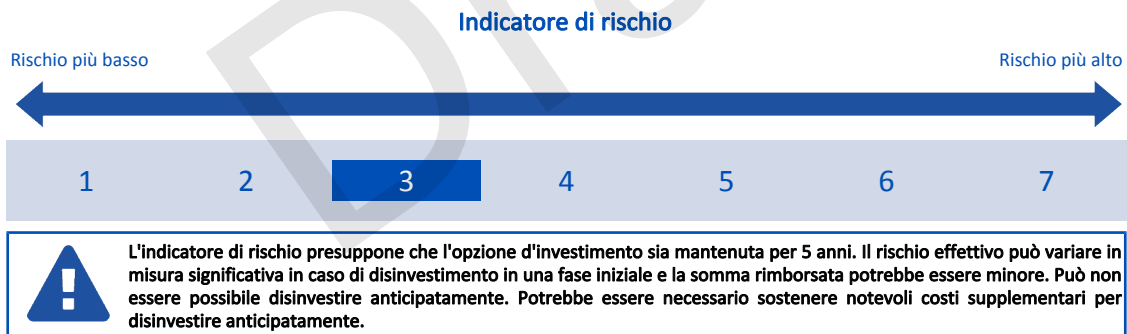 Indicatore di rischio
Rischio più basso
Rischio più alto
1 2 3 4 5 6 7
L'indicatore di rischio presuppone che l'opzione d'investimento sia mantenuta per 5 anni. Il rischio effettivo può variare in
misura significativa in caso di disinvestimento in una fase iniziale e la somma rimborsata potrebbe essere minore. Può non
essere possibile disinvestire anticipatamente. Potrebbe essere necessario sostenere notevoli costi supplementari per
disinvestire anticipatamente.